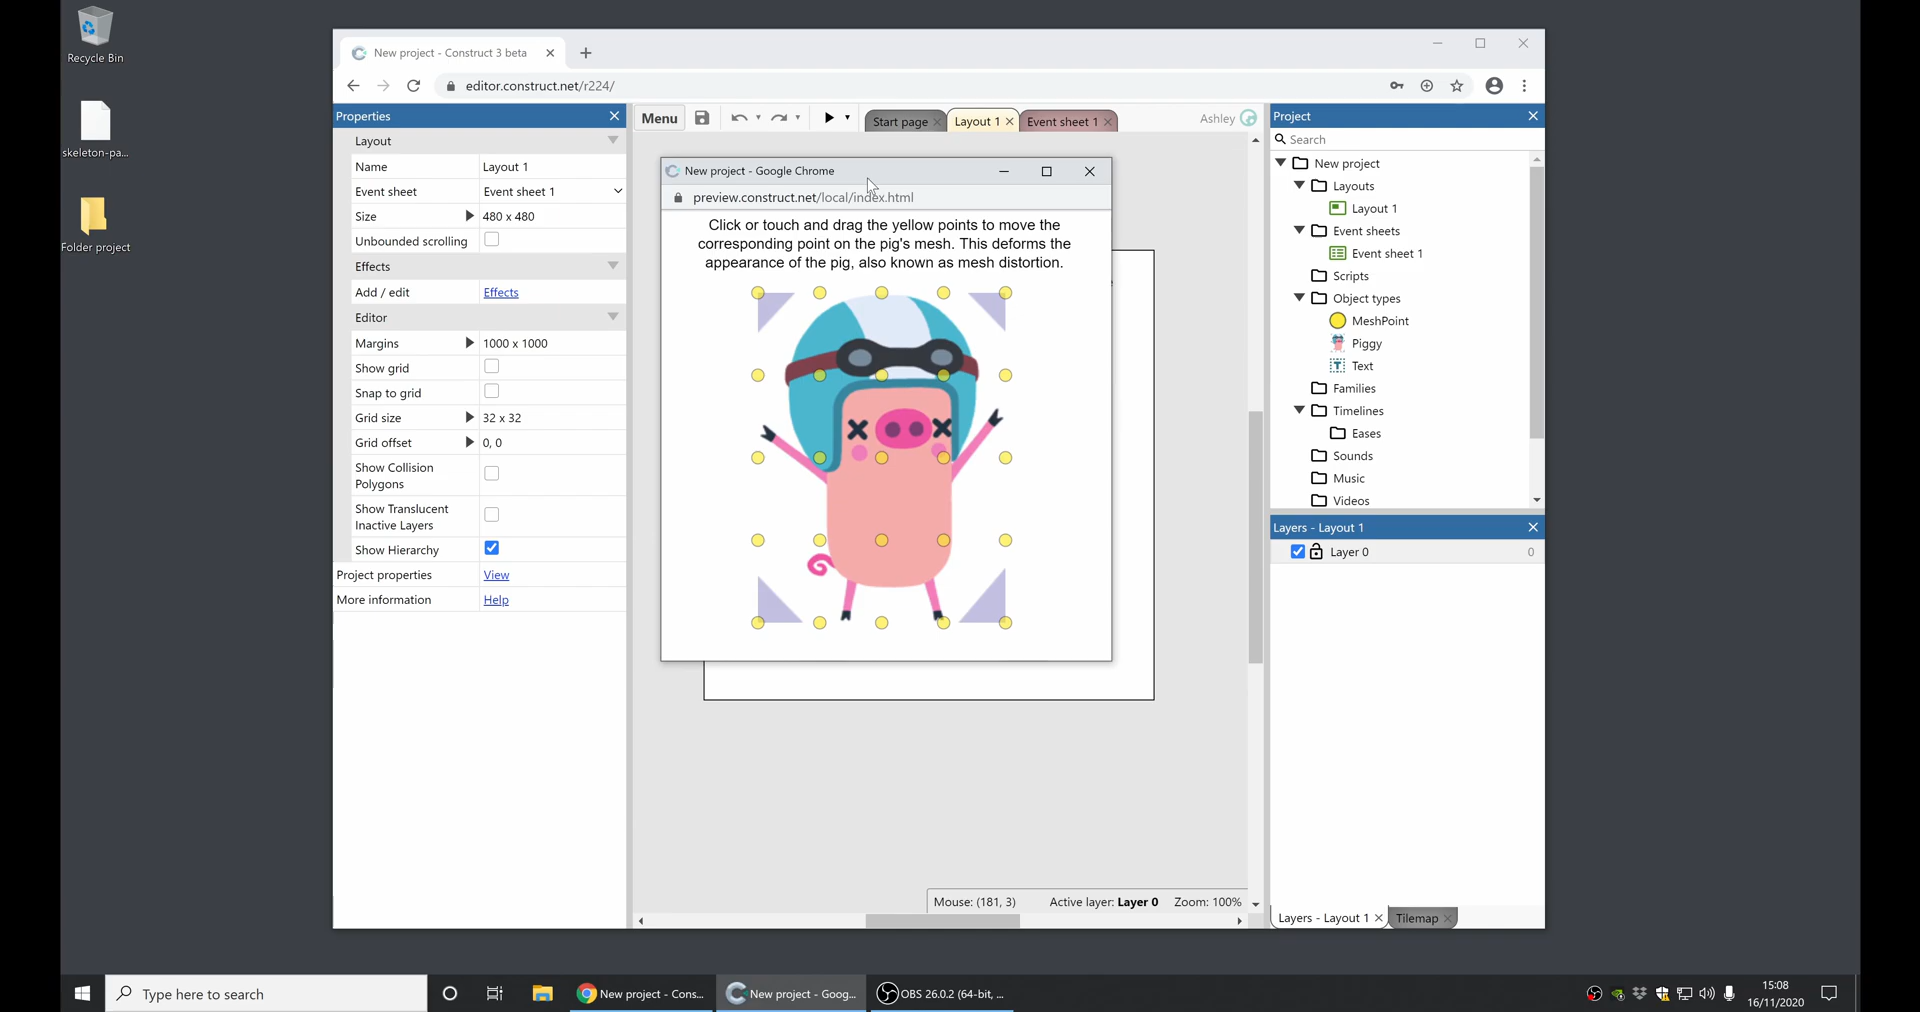 Recycle Bin
skeleton-pa...
Folder project
New project - Construct 3 beta
editor.construct.net/r224/
Properties
Layout
Name Layout 1
Event sheet Event sheet 1
Size 480 x 480
Unbounded scrolling
Effects
Add / edit Effects
Editor
Margins 1000 x 1000
Show grid
Snap to grid
Grid size 32 x 32
Grid offset 0, 0
Show Collision
Polygons
Show Translucent
Inactive Layers
Show Hierarchy
Project properties View
More information Help
Menu
Start page
Layout 1
Event sheet 1
Ashley
New project - Google Chrome
preview.construct.net/local/index.html
Click or touch and drag the yellow points to move the
corresponding point on the pig's mesh. This deforms the
appearance of the pig, also known as mesh distortion.
Mouse: (181, 3) Active layer: Layer 0 Zoom: 100%
Project
Search
New project
Layouts
Layout 1
Event sheets
Event sheet 1
Scripts
Object types
MeshPoint
Piggy
Text
Families
Timelines
Eases
Sounds
Music
Videos
Layers - Layout 1
Layer 0 0
Layers - Layout 1
Tilemap
Type here to search
New project - Cons...
New project - Goog...
OBS 26.0.2 (64-bit, ...
15:08
16/11/2020